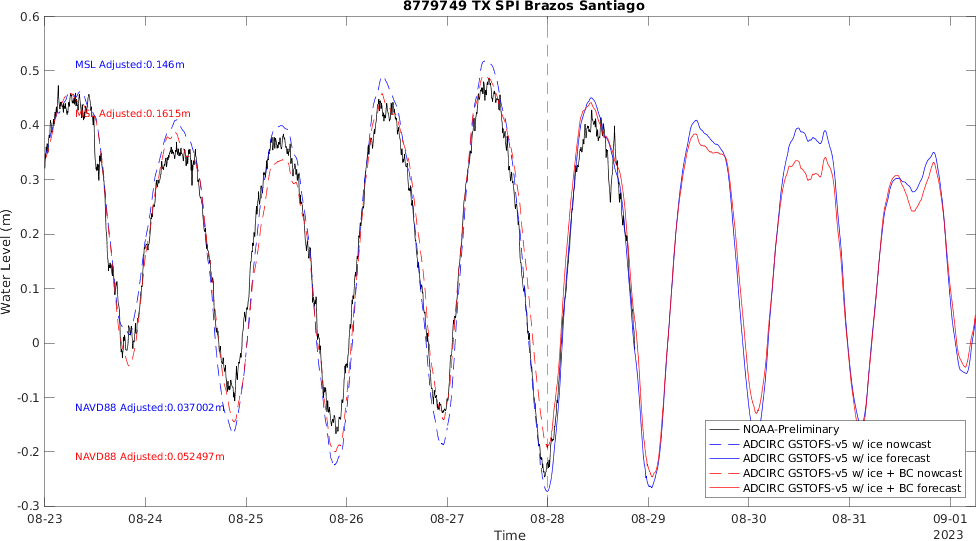 8779749 TX SPI Brazos Santiago
0.6
0.5
0.4
0.3
0.2
0.1
0
-0.1
-0.2
-0.3
Water Level (m)
MSL Adjusted:0.146m
MSL Adjusted:0.1615m
NAVD88 Adjusted:0.037002m
NAVD88 Adjusted:0.052497m
NOAA-Preliminary
ADCIRC GSTOFS-v5 w/ ice nowcast
ADCIRC GSTOFS-v5 w/ ice forecast
ADCIRC GSTOFS-v5 w/ice + BC nowcast
ADCIRC GSTOFS-v5 w/ice + BC forecast
08-23 08-24 08-25 08-26 08-27 08-28 08-29 08-30 08-31 09-01
2023
Time